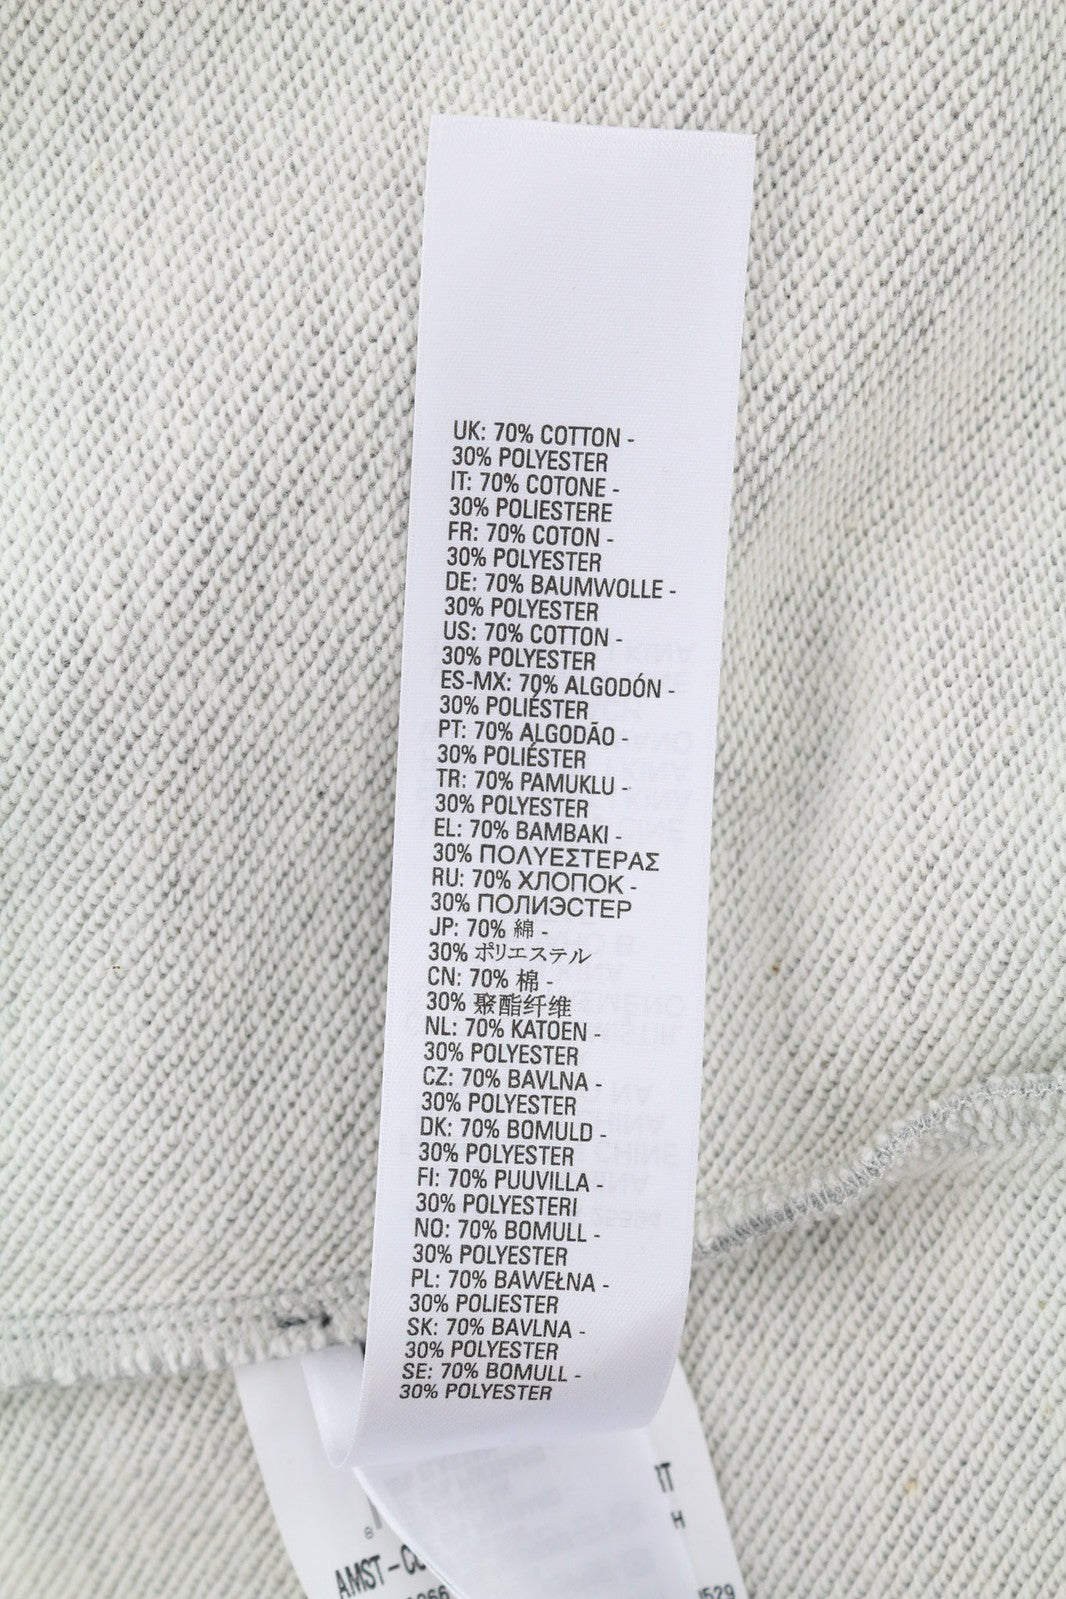 UK: 70% COTTON -
30% POLYESTER
IT: 70% COTONE -
30% POLIESTERE
FR: 70% COTON -
30% POLYESTER
DE: 70% BAUMWOLLE -
30% POLYESTER
US: 70% COTTON -
30% POLYESTER
ES-MX: 70% ALGODÓN -
30% POLIÉSTER
PT: 70% ALGODÃO -
30% POLIÉSTER
TR: 70% PAMUKLU -
30% POLYESTER
EL: 70% BAMBAKI -
30% ΠΟΛΥΕΣΤΕΡΑΣ
RU: 70% ХЛОПОК -
30% ПОЛИЭСТЕР
JP: 70% 綿 -
30% ポリエステル
CN: 70% 棉 -
30% 聚酯纤维
NL: 70% KATOEN -
30% POLYESTER
CZ: 70% BAVLNA -
30% POLYESTER
DK: 70% BOMULD -
30% POLYESTER
FI: 70% PUUVILLA -
30% POLYESTERI
NO: 70% BOMULL -
30% POLYESTER
PL: 70% BAWEŁNA -
30% POLIESTER
SK: 70% BAVLNA -
30% POLYESTER
SE: 70% BOMULL -
30% POLYESTER